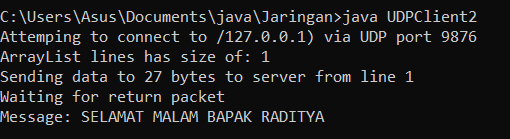 C:\Users\Asus\Documents\java\Jaringan>java UDPClient2
Attemping to connect to /127.0.0.1) via UDP port 9876
ArrayList lines has size of: 1
Sending data to 27 bytes to server from line 1
Waiting for return packet
Message: SELAMAT MALAM BAPAK RADITYA